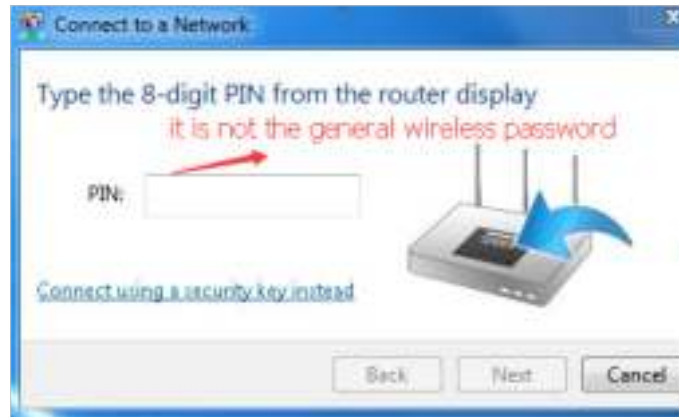 Connect to a Network
Type the 8-digit PIN from the router display
it is not the general wireless password
PIN:
Connect using a security key instead
Back
Next
Cancel